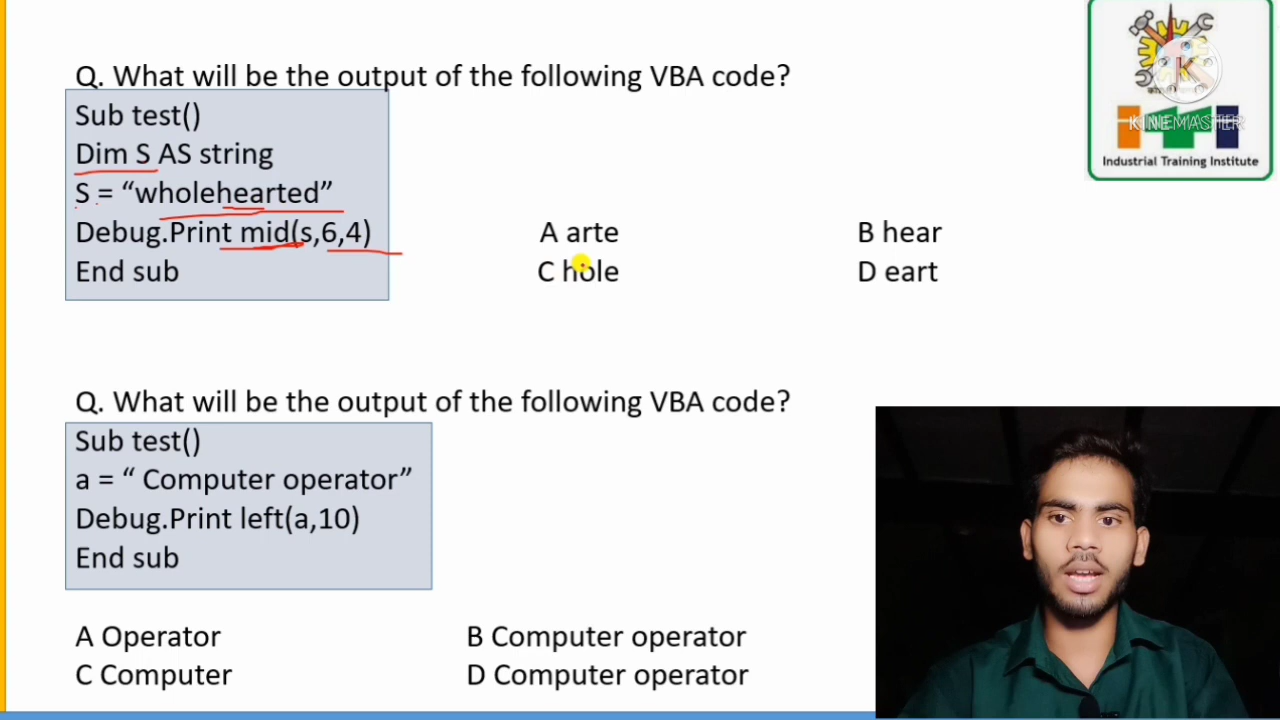 Q. What will be the output of the following VBA code?
Sub test()
Dim S AS string
S = “wholehearted”
Debug.Print mid(s,6,4)
End sub
A arte
B hear
C hole
D eart
Q. What will be the output of the following VBA code?
Sub test()
a = “ Computer operator”
Debug.Print left(a,10)
End sub
A Operator
B Computer operator
C Computer
D Computer operator
K
KINEMASTER
Industrial Training Institute